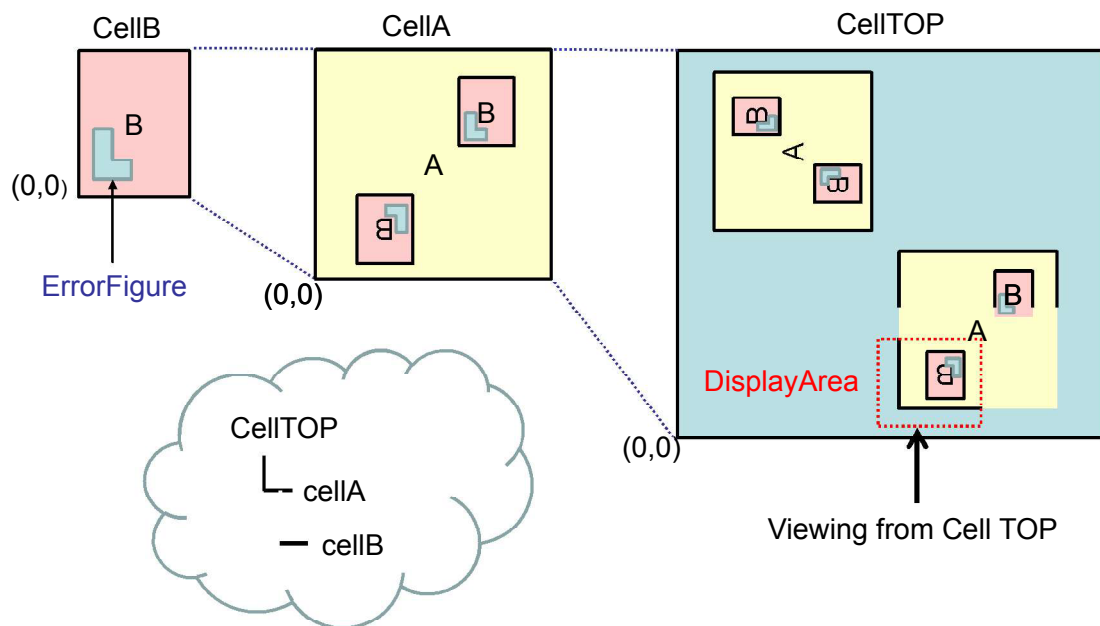 CellB
CellA
CellTOP
B
(0,0)
ErrorFigure
B
A
B
(0,0)
B
A
B
B
A
B
DisplayArea
(0,0)
Viewing from Cell TOP
CellTOP
cellA
cellB